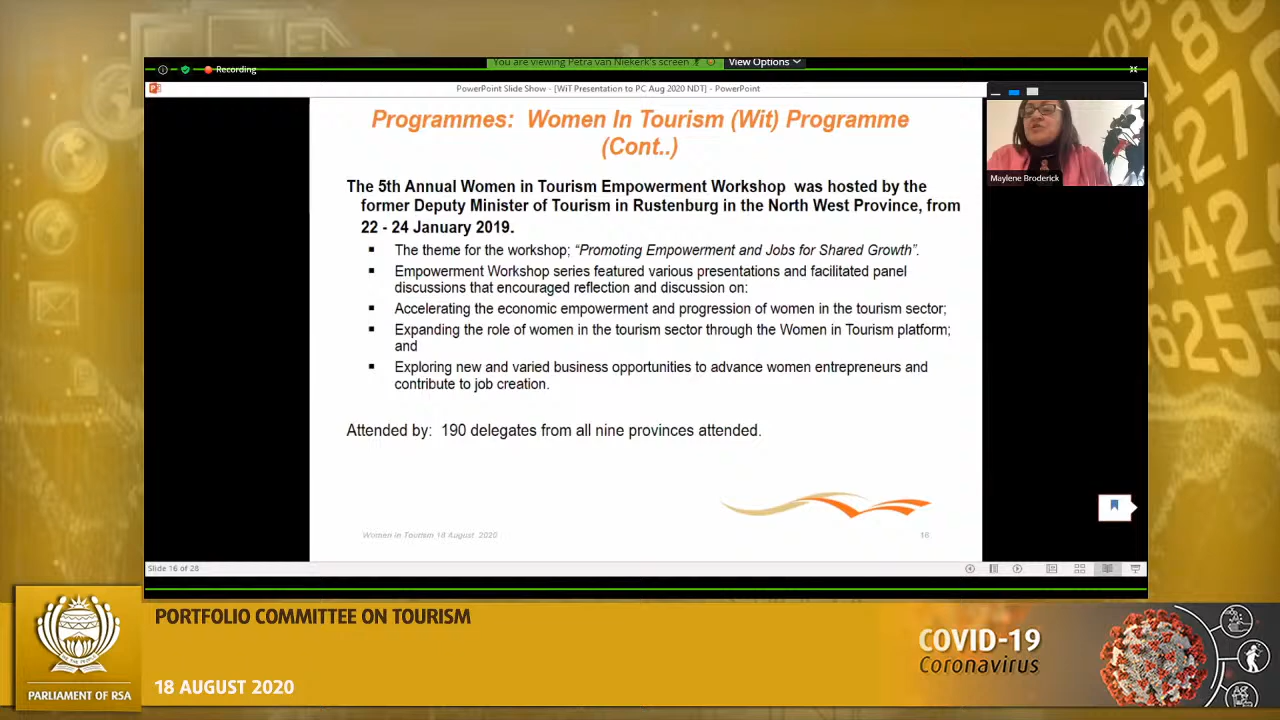 Recording
You are viewing Petra van Niekerk's screen
View Options
PowerPoint Slide Show - [WiT Presentation to PC Aug 2020 NDT] - PowerPoint
Programmes: Women In Tourism (Wit) Programme
(Cont..)
Maylene Broderick
The 5th Annual Women in Tourism Empowerment Workshop was hosted by the
former Deputy Minister of Tourism in Rustenburg in the North West Province, from
22 - 24 January 2019.
▪ The theme for the workshop; “Promoting Empowerment and Jobs for Shared Growth”.
▪ Empowerment Workshop series featured various presentations and facilitated panel
discussions that encouraged reflection and discussion on:
▪ Accelerating the economic empowerment and progression of women in the tourism sector;
▪ Expanding the role of women in the tourism sector through the Women in Tourism platform;
and
▪ Exploring new and varied business opportunities to advance women entrepreneurs and
contribute to job creation.
Attended by: 190 delegates from all nine provinces attended.
Women in Tourism 18 August 2020
16
Slide 16 of 28
PORTFOLIO COMMITTEE ON TOURISM
18 AUGUST 2020
PARLIAMENT OF RSA
COVID-19
Coronavirus